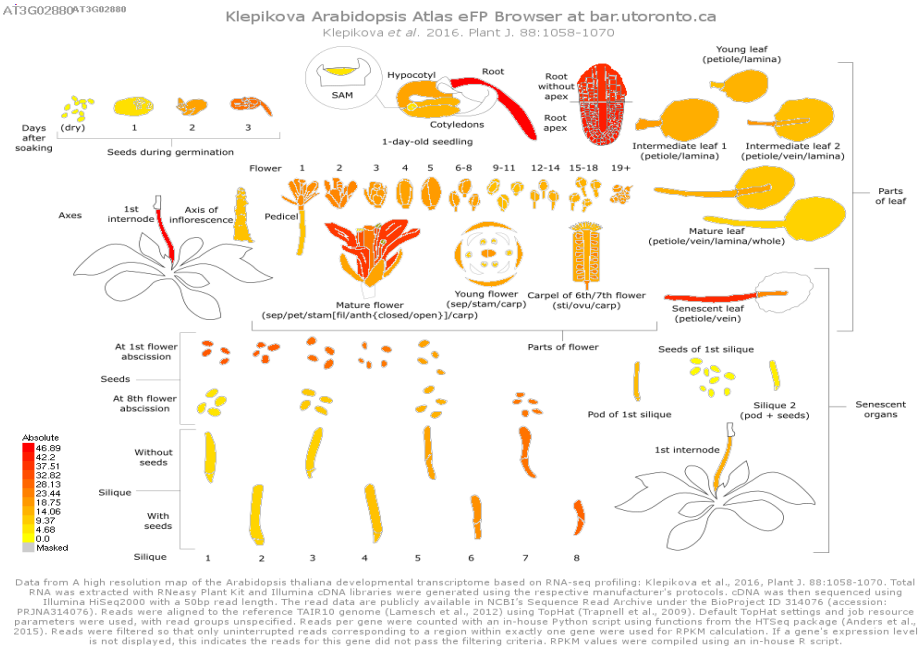 AT3G02880 AT3G02880
Klepikova Arabidopsis Atlas eFP Browser at bar.utoronto.ca
Klepikova et al. 2016. Plant J. 88:1058-1070
Young leaf
(petiole/lamina)
SAM
Hypocotyl
Root
Cotyledons
1-day-old seedling
Root
without
apex
Root
apex
Intermediate leaf 1
(petiole/lamina)
Intermediate leaf 2
(petiole/vein/lamina)
Days
after
soaking
(dry) 1 2 3
Seeds during germination
Flower 1 2 3 4 5 6-8 9-11 12-14 15-18 19+
Parts
of leaf
Axes
1st
internode
Axis of
inflorescence
Pedicel
Mature leaf
(petiole/vein/lamina/whole)
Mature flower
(sep/pet/stam[fil/anth{closed/open}]/carp)
Young flower
(sep/stam/carp)
Carpel of 6th/7th flower
(sti/ovu/carp)
Senescent leaf
(petiole/vein)
Parts of flower
At 1st flower
abscission
Seeds
At 8th flower
abscission
Seeds of 1st silique
Pod of 1st silique
Silique 2
(pod + seeds)
Senescent
organs
Absolute
46.89
42.2
37.51
32.82
28.13
23.44
18.75
14.06
9.37
4.68
0.0
Masked
Without
seeds
Silique
With
seeds
1st internode
Silique 1 2 3 4 5 6 7 8
Data from A high resolution map of the Arabidopsis thaliana developmental transcriptome based on RNA-seq profiling: Klepikova et al., 2016, Plant J. 88:1058-1070. Total
RNA was extracted with RNeasy Plant Kit and Illumina cDNA libraries were generated using the respective manufacturer's protocols. cDNA was then sequenced using
Illumina HiSeq2000 with a 50bp read length. The read data are publicly available in NCBI's Sequence Read Archive under the BioProject ID 314076 (accession:
PRJNA314076). Reads were aligned to the reference TAIR10 genome (Lamesch et al., 2012) using TopHat (Trapnell et al., 2009). Default TopHat settings and job resource
parameters were used, with read groups unspecified. Reads per gene were counted with an in-house Python script using functions from the HTSeq package (Anders et al.,
2015). Reads were filtered so that only uninterrupted reads corresponding to a region within exactly one gene were used for RPKM calculation. If a gene's expression level
is not displayed, this indicates the reads for this gene did not pass the filtering criteria. RPKM values were compiled using an in-house R script.